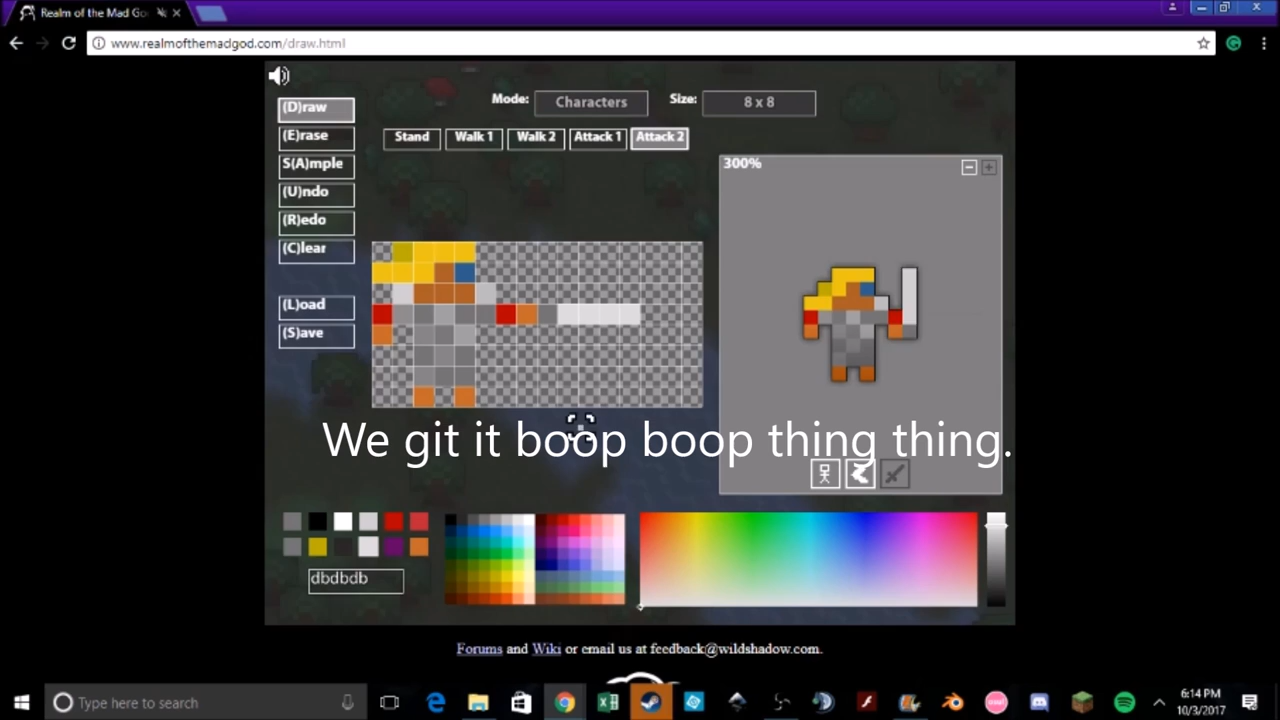 Realm of the Mad Go
www.realmofthemadgod.com/draw.html
(D)raw
(E)rase
S(A)mple
(U)ndo
(R)edo
(C)lear
(L)oad
(S)ave
Mode: Characters Size: 8 x 8
Stand Walk 1 Walk 2 Attack 1 Attack 2
300%
We git it boop boop thing thing.
dbdbdb
Forums and Wiki or email us at feedback@wildshadow.com.
Type here to search
6:14 PM
10/3/2017